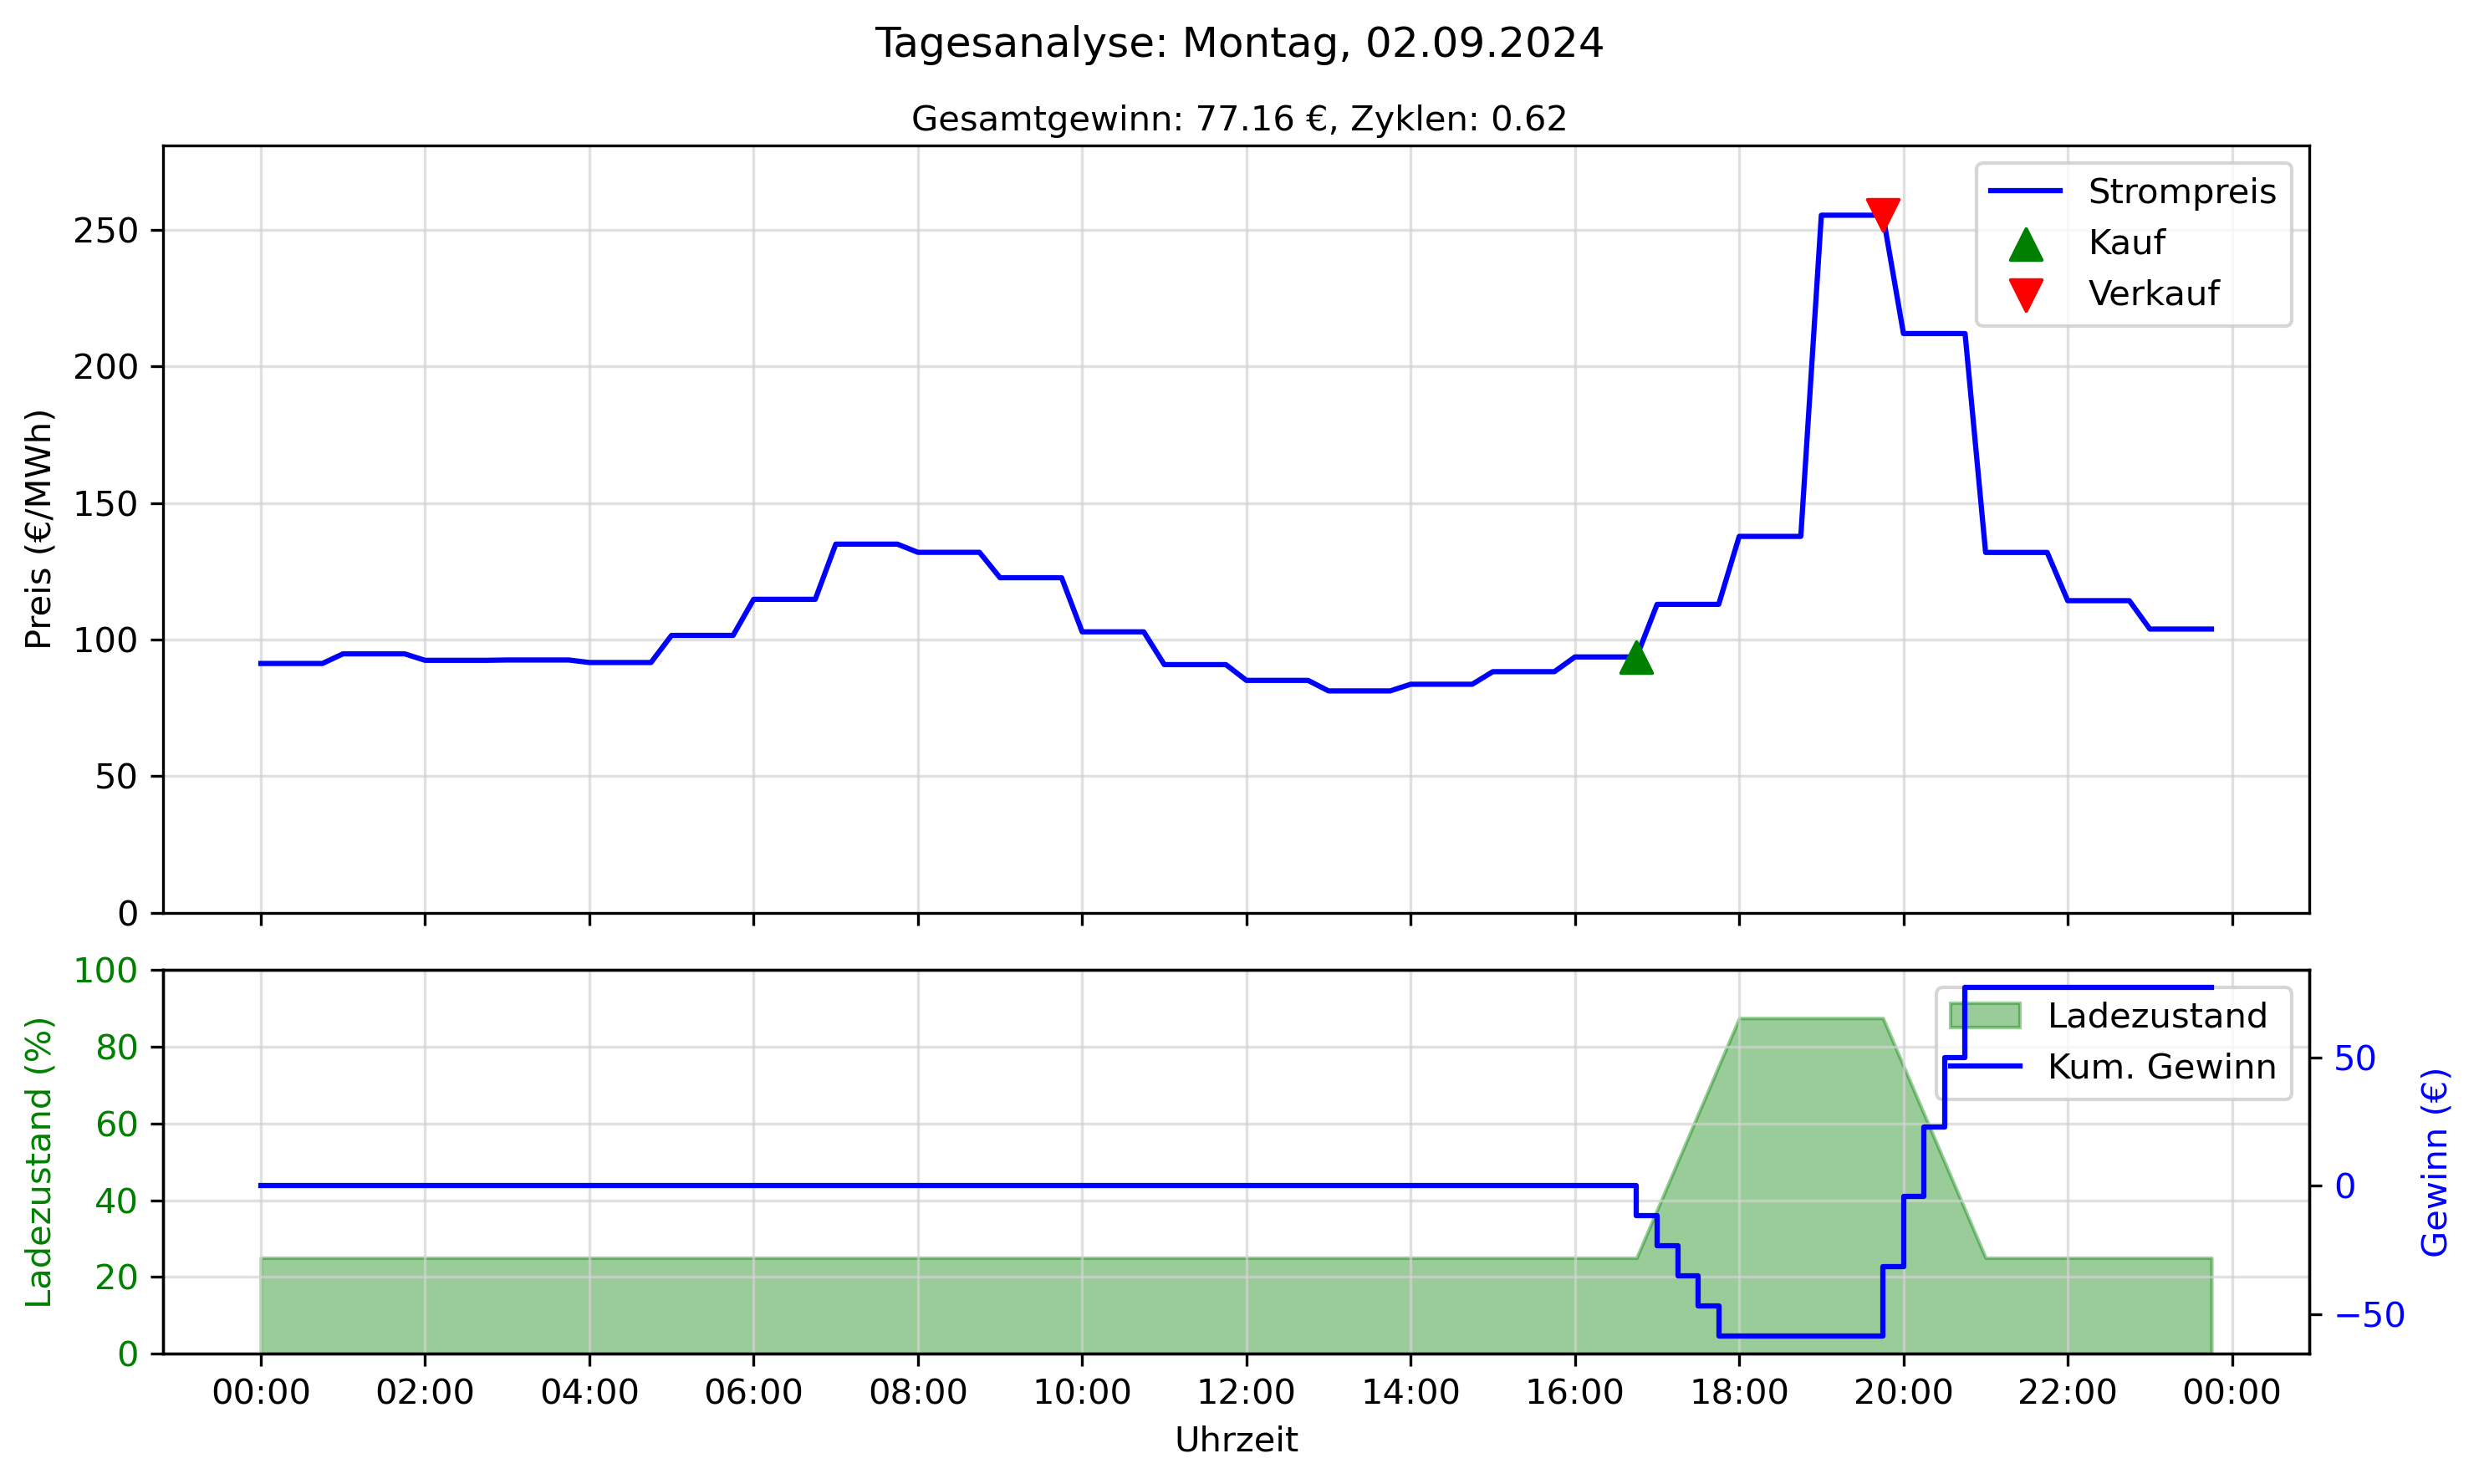 Tagesanalyse: Montag, 02.09.2024
Gesamtgewinn: 77.16 €, Zyklen: 0.62
Preis (€/MWh)
250
200
150
100
50
0
Strompreis
Kauf
Verkauf
Ladezustand (%)
100
80
60
40
20
0
Ladezustand
Kum. Gewinn
50
0
−50
Gewinn (€)
00:00 02:00 04:00 06:00 08:00 10:00 12:00 14:00 16:00 18:00 20:00 22:00 00:00
Uhrzeit